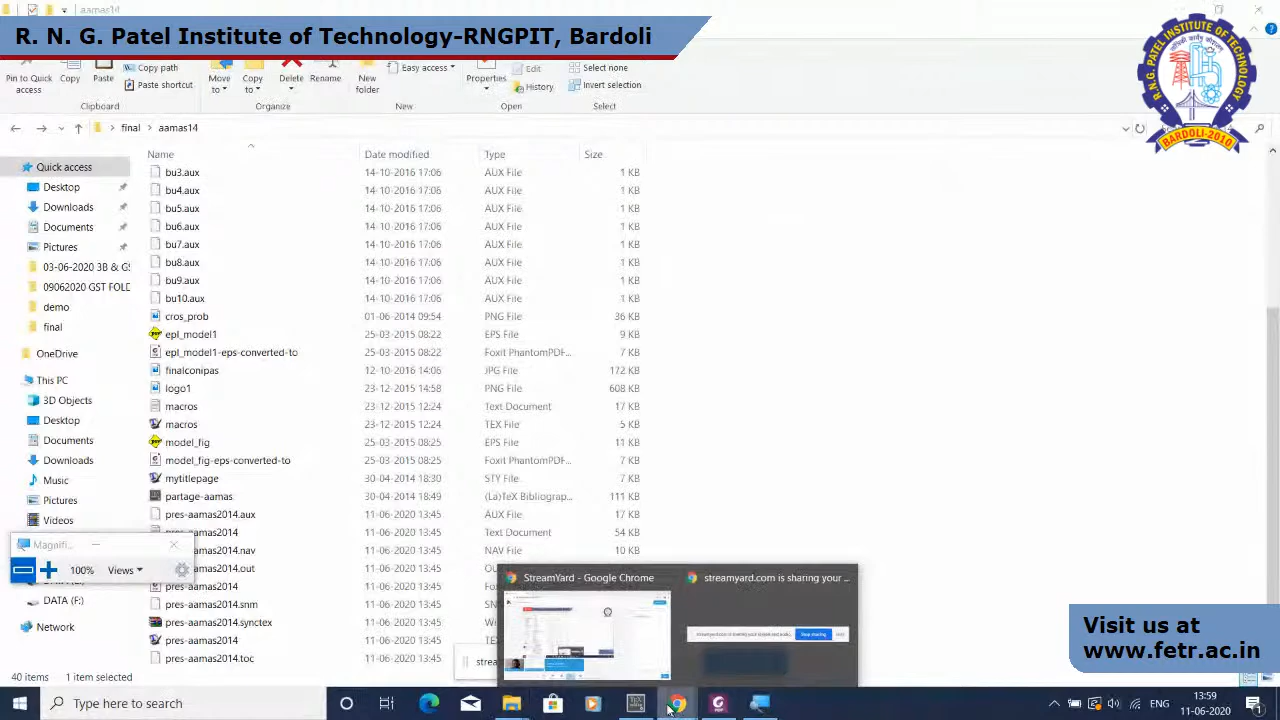 aamas14
R. N. G. Patel Institute of Technology-RNGPIT, Bardoli
R.N.G. PATEL INSTITUTE OF TECHNOLOGY
BARDOLI-2010
Pin to Quick access
Copy
Paste
Copy path
Paste shortcut
Move to
Copy to
Delete
Rename
New folder
Easy access
Properties
Edit
History
Select none
Invert selection
Clipboard
Organize
New
Open
Select
final > aamas14
Name Date modified Type Size
Quick access
Desktop
Downloads
Documents
Pictures
03-06-2020 3B & GS
09062020 GST FOLD
demo
final
OneDrive
This PC
3D Objects
Desktop
Documents
Downloads
Music
Pictures
Videos
DATA (F:)
Network
bu3.aux 14-10-2016 17:06 AUX File 1 KB
bu4.aux 14-10-2016 17:06 AUX File 1 KB
bu5.aux 14-10-2016 17:06 AUX File 1 KB
bu6.aux 14-10-2016 17:06 AUX File 1 KB
bu7.aux 14-10-2016 17:06 AUX File 1 KB
bu8.aux 14-10-2016 17:06 AUX File 1 KB
bu9.aux 14-10-2016 17:06 AUX File 1 KB
bu10.aux 14-10-2016 17:06 AUX File 1 KB
cros_prob 01-06-2014 09:54 PNG File 36 KB
epl_model1 25-03-2015 08:22 EPS File 9 KB
epl_model1-eps-converted-to 25-03-2015 08:22 Foxit PhantomPDF... 7 KB
finalconipas 12-10-2016 14:06 JPG File 172 KB
logo1 23-12-2015 14:58 PNG File 608 KB
macros 23-12-2015 12:24 Text Document 17 KB
macros 23-12-2015 12:24 TEX File 5 KB
model_fig 25-03-2015 08:25 EPS File 11 KB
model_fig-eps-converted-to 25-03-2015 08:25 Foxit PhantomPDF... 7 KB
mytitlepage 30-04-2014 18:30 STY File 7 KB
partage-aamas 30-04-2014 18:49 (La)TeX Bibliograp... 111 KB
pres-aamas2014.aux 11-06-2020 13:45 AUX File 17 KB
pres-aamas2014 11-06-2020 13:45 Text Document 54 KB
aamas2014.nav 11-06-2020 13:45 NAV File 10 KB
aamas2014.out 11-06-2020 13:45
pres-aamas2014 11-06-2020 13:45
pres-aamas2014.snm 11-06-2020 13:45
pres-aamas2014.synctex 11-06-2020 13:45
pres-aamas2014 11-06-2020 13:45
pres-aamas2014.toc 11-06-2020 13:45
Magnifi...
100% Views
StreamYard - Google Chrome
streamyard.com is sharing your ...
Stop sharing
40 items 1 item selected
Visit us at
www.fetr.ac.in
Type here to search
ENG
13:59
11-06-2020